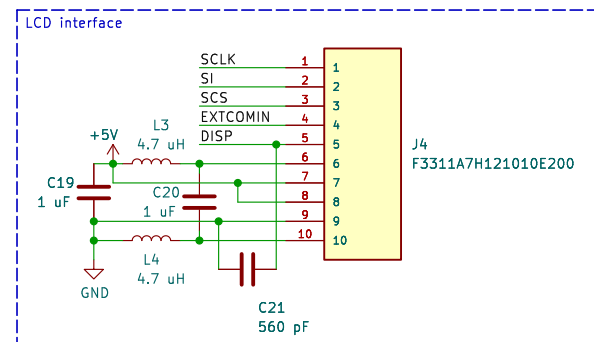 LCD interface
SCLK 1 1
SI 2 2
SCS 3 3
EXTCOMIN 4 4
DISP 5 5
L3
4.7 uH
+5V
6 6
7 7
8 8
9 9
10 10
J4
F3311A7H121010E200
C19
1 uF
C20
1 uF
L4
4.7 uH
GND
C21
560 pF